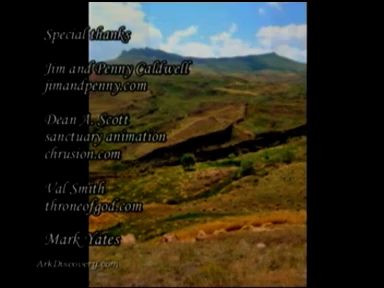 Special thanks
Jim and Penny Caldwell
jimandpenny.com
Dean A. Scott
sanctuary animation
chrusion.com
Val Smith
throneofgod.com
Mark Yates
ArkDiscovery.com